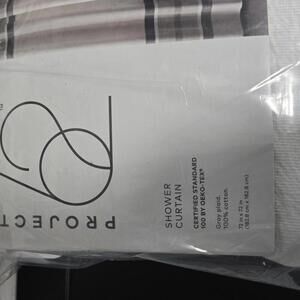 PROJECT
62
SHOWER
CURTAIN
CERTIFIED STANDARD
100 BY OEKO-TEX®
Gray plaid.
100% cotton.
72 in x 72 in
(182.8 cm x 182.8 cm)